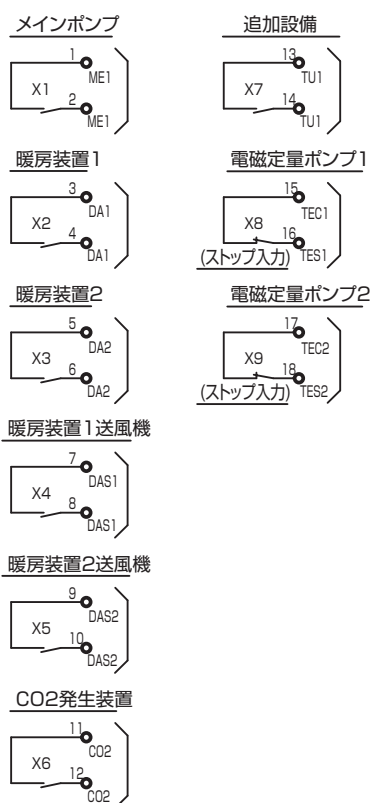 メインポンプ
1
ME1
X1
2
ME1
暖房装置1
3
DA1
X2
4
DA1
暖房装置2
5
DA2
X3
6
DA2
暖房装置1送風機
7
DAS1
X4
8
DAS1
暖房装置2送風機
9
DAS2
X5
10
DAS2
CO2発生装置
11
CO2
X6
12
CO2
追加設備
13
TU1
X7
14
TU1
電磁定量ポンプ1
15
TEC1
X8
16
(ストップ入力)
TES1
電磁定量ポンプ2
17
TEC2
X9
18
(ストップ入力)
TES2